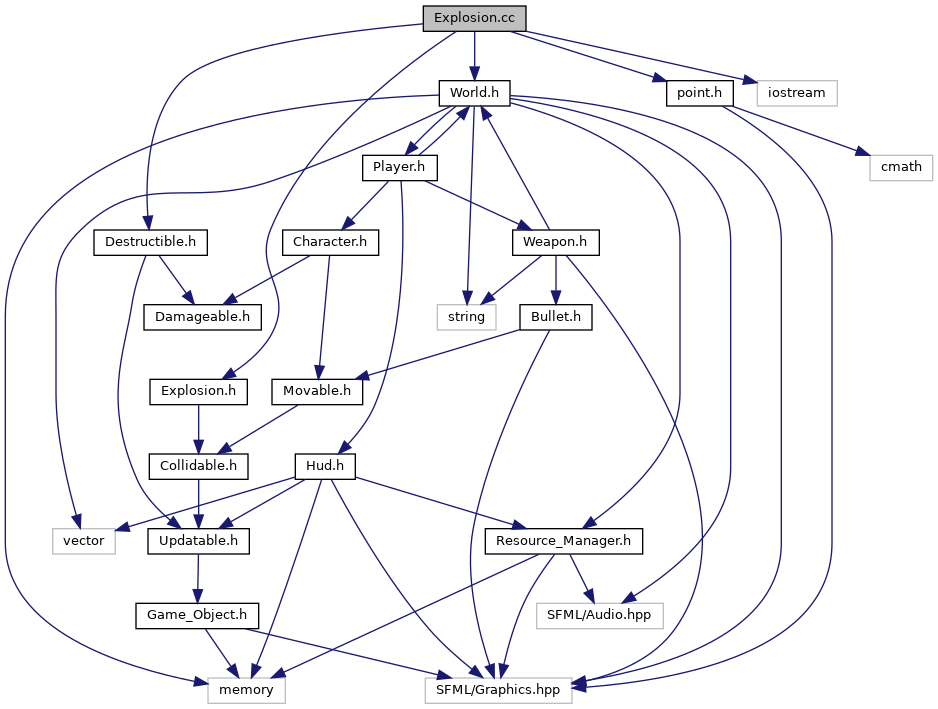 Explosion.cc
World.h
point.h
iostream
Player.h
cmath
Destructible.h
Character.h
Weapon.h
Damageable.h
string
Bullet.h
Explosion.h
Movable.h
Collidable.h
Hud.h
vector
Updatable.h
Resource_Manager.h
Game_Object.h
SFML/Audio.hpp
memory
SFML/Graphics.hpp